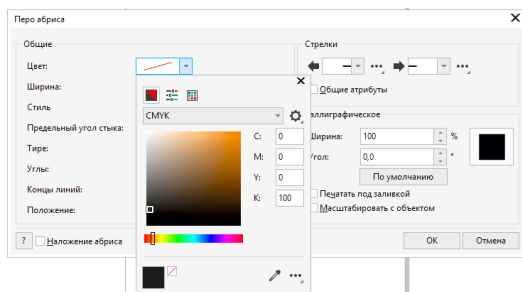 Перо абриса
Общие
Цвет:
Ширина:
Стиль
Предельный угол стыка:
Тире:
Углы:
Концы линий:
Положение:
? Наложение абриса
CMYK
C: 0
M: 0
Y: 0
K: 100
Стрелки
Общие атрибуты
аллиграфическое
Ширина: 100 %
гол: 0,0 °
По умолчанию
Печатать под заливкой
Масштабировать с объектом
OK Отмена